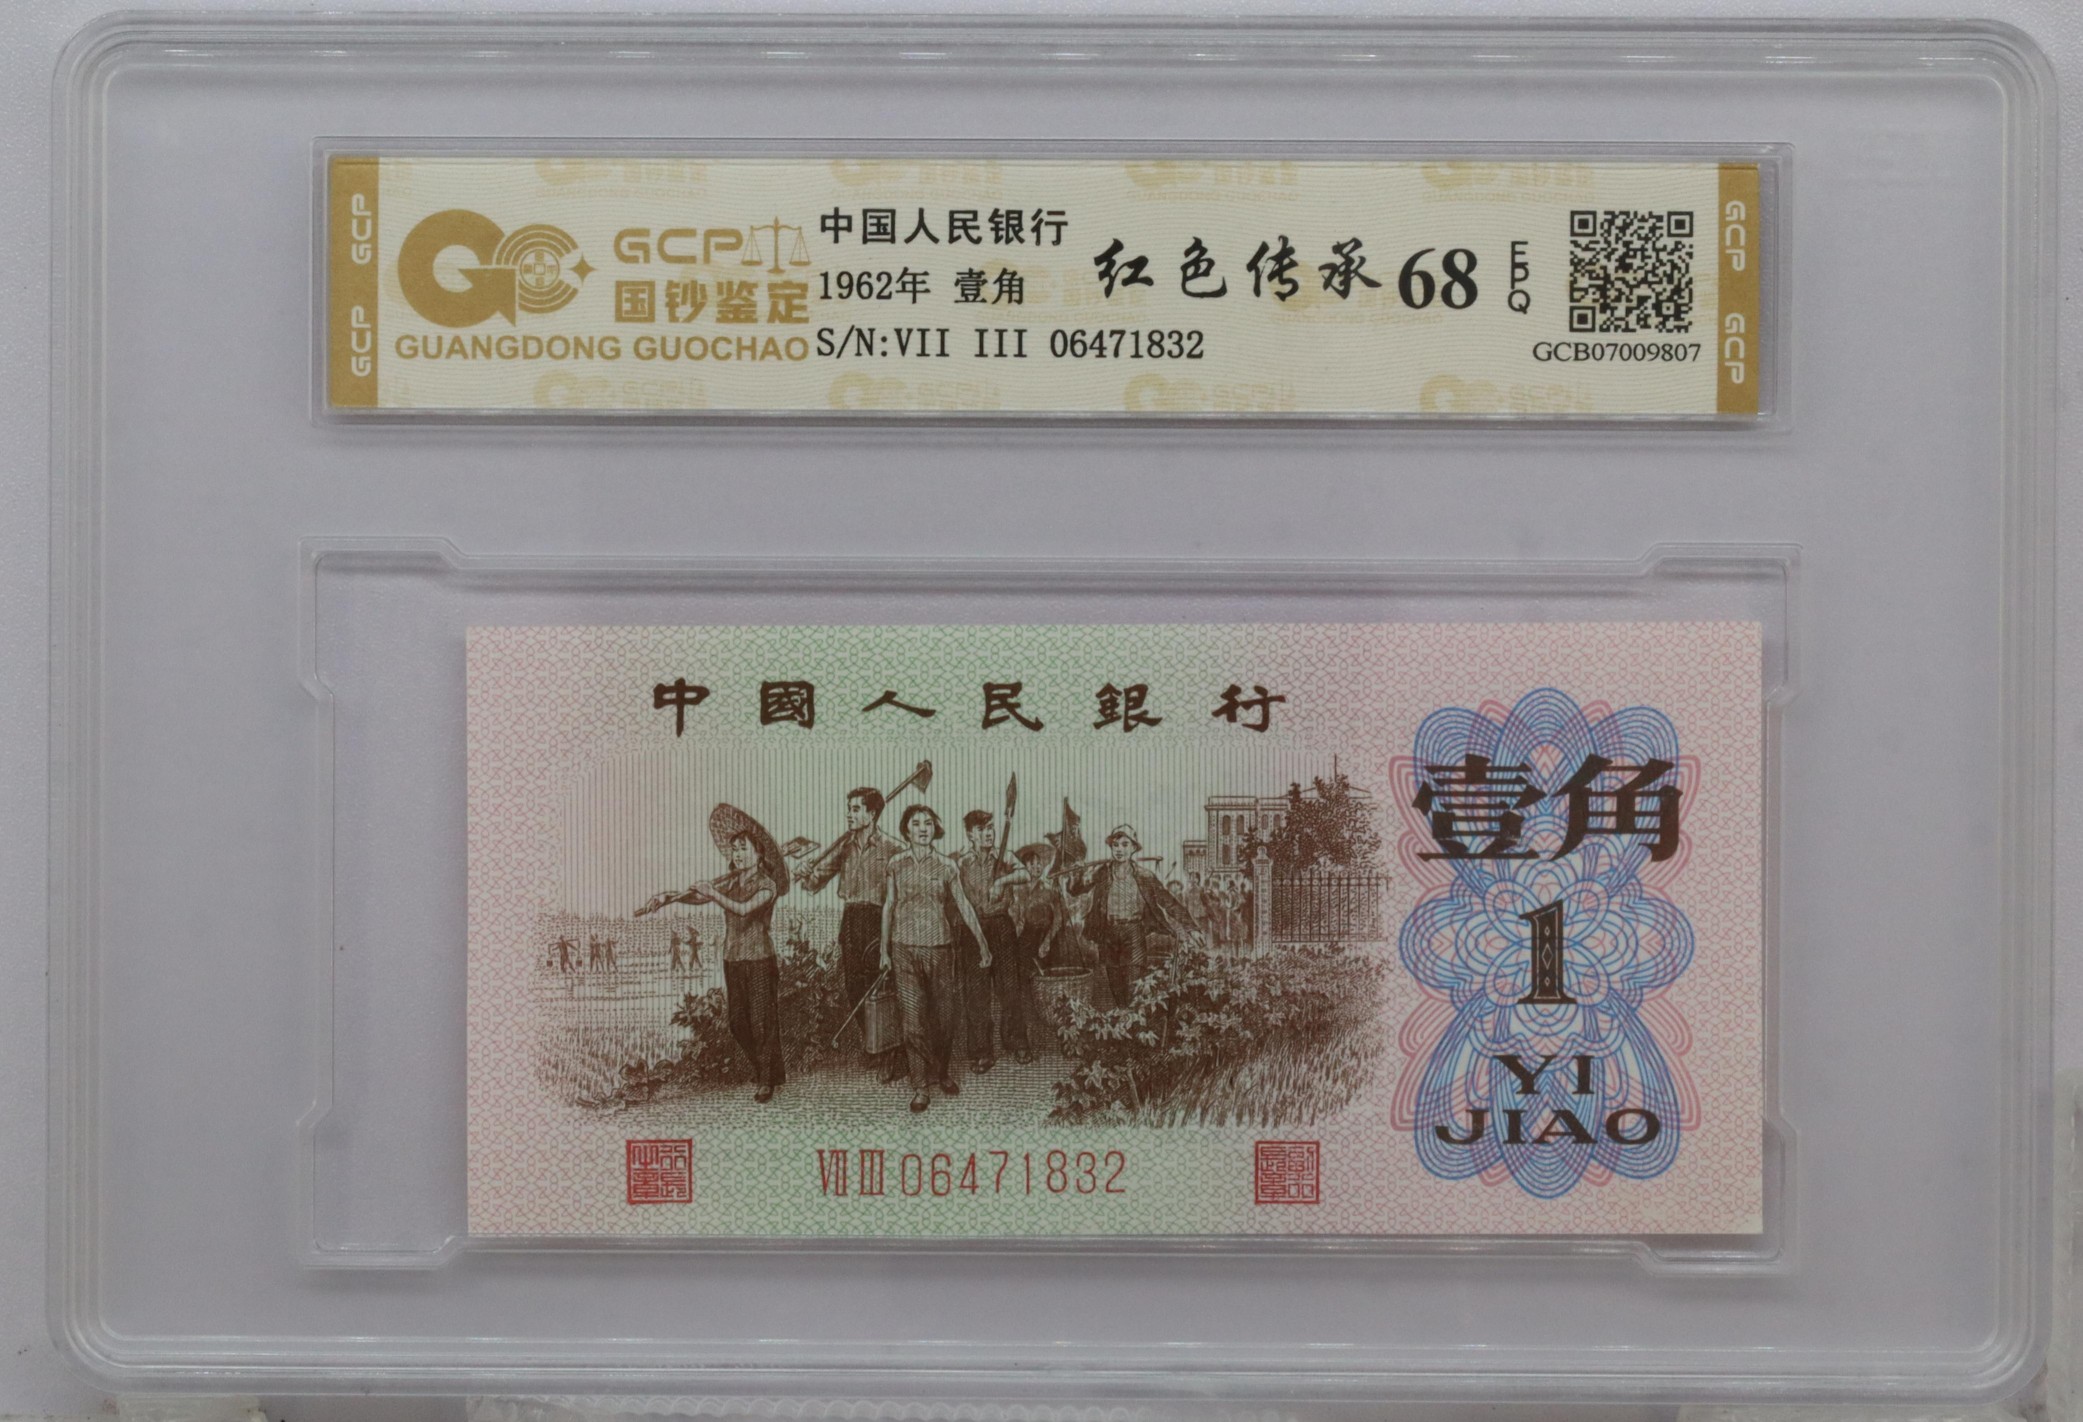 GCP
GCP
GCP
国钞鉴定
GUANGDONG GUOCHAO
中国人民银行
1962年 壹角
S/N:VII III 06471832
红色传承
68
EPQ
GCB07009807
GCP
GCP
中國人民銀行
壹角
1
YI
JIAO
VII III 06471832